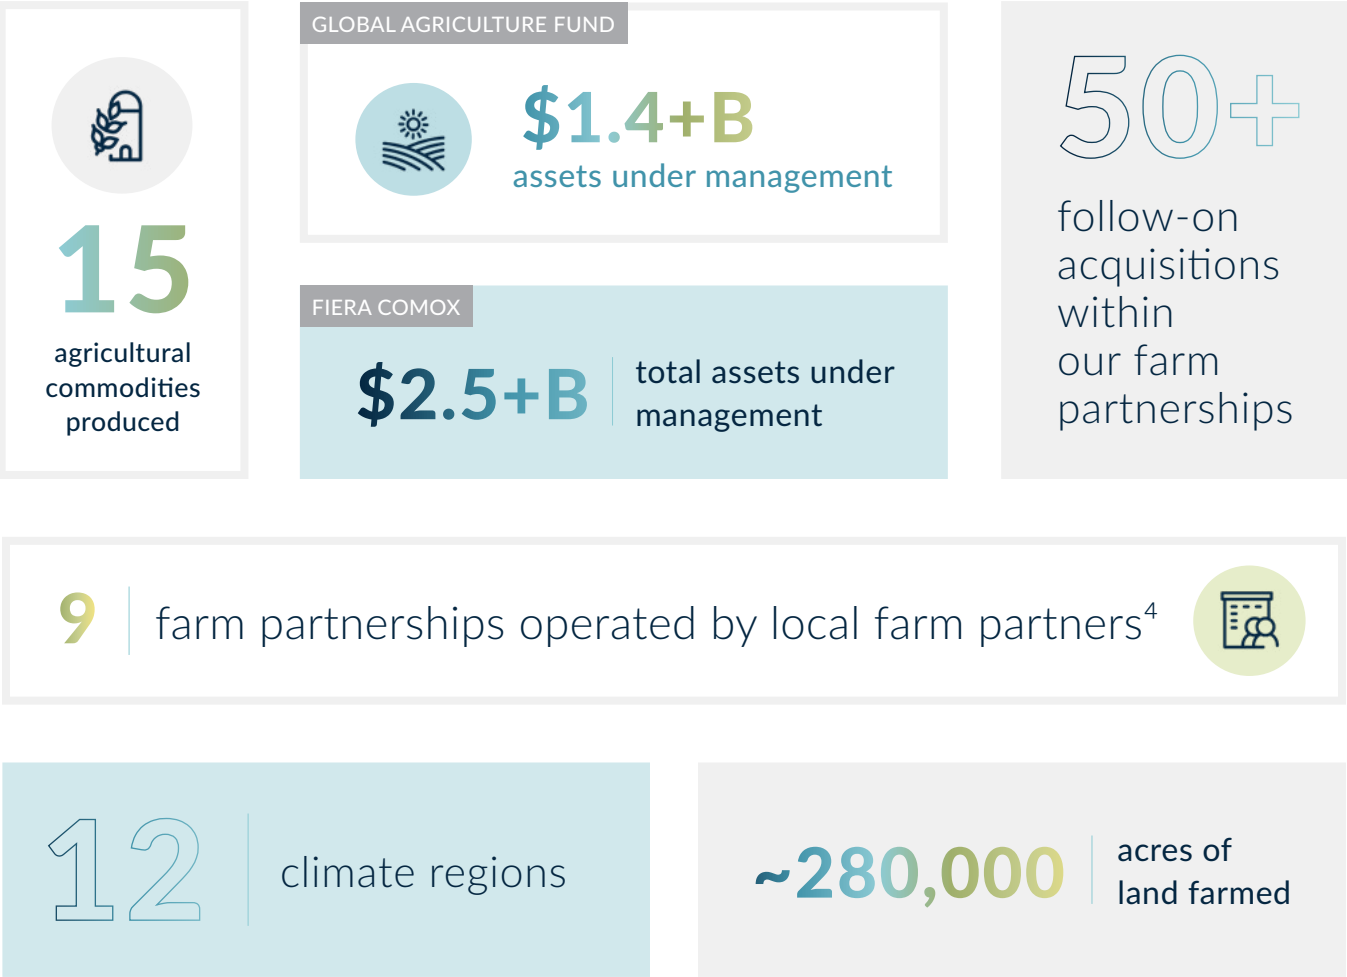 15
agricultural
commodities
produced
GLOBAL AGRICULTURE FUND
$1.4+B
assets under management
FIERA COMOX
$2.5+B
total assets under
management
50+
follow-on
acquisitions
within
our farm
partnerships
9
farm partnerships operated by local farm partners⁴
12
climate regions
~280,000
acres of
land farmed